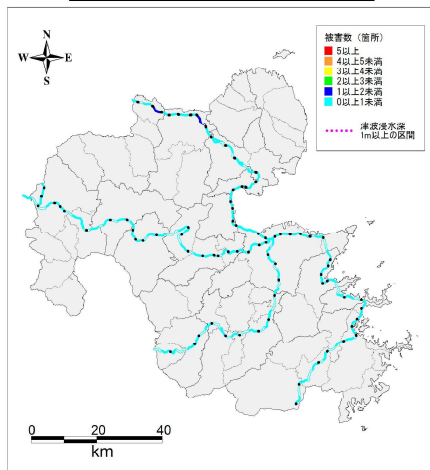 N
W E
S
被害数（箇所）
5以上
4以上5未満
3以上4未満
2以上3未満
1以上2未満
0以上1未満
津波浸水深
1m以上の区間
0 20 40
km